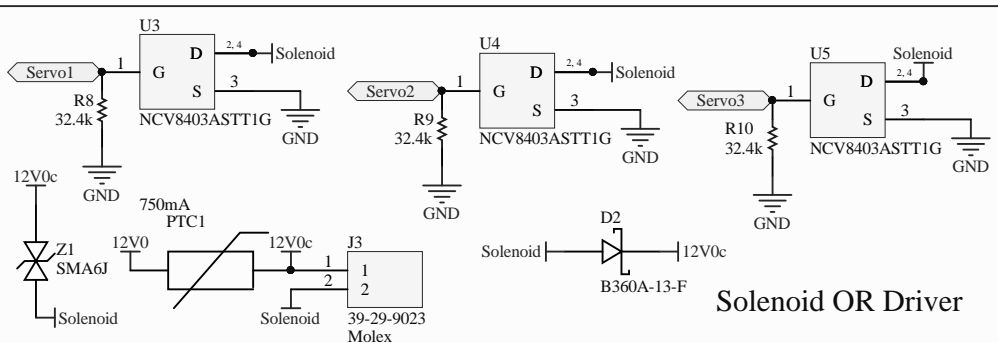 U3
Servo1
1
G
D
2, 4
Solenoid
S
3
GND
R8
32.4k
GND
NCV8403ASTT1G
U4
Servo2
1
G
D
2, 4
Solenoid
S
3
GND
R9
32.4k
GND
NCV8403ASTT1G
U5
Servo3
1
G
D
2, 4
Solenoid
S
3
GND
R10
32.4k
GND
NCV8403ASTT1G
12V0c
Z1
SMA6J
Solenoid
750mA
PTC1
12V0
12V0c
J3
1
1
2
2
Solenoid
39-29-9023
Molex
D2
Solenoid
12V0c
B360A-13-F
Solenoid OR Driver